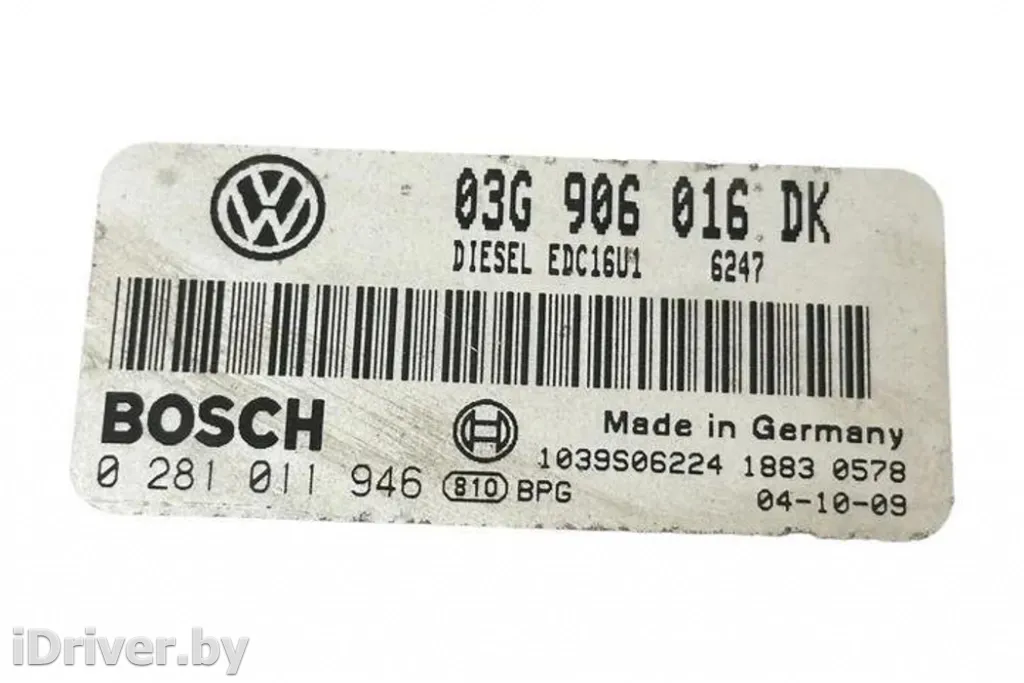 03G 906 016 DK
DIESEL EDC16U1 6247
BOSCH
Made in Germany
1039S06224 1883 0578
0 281 011 946 810 BPG
04-10-09
iDriver.by